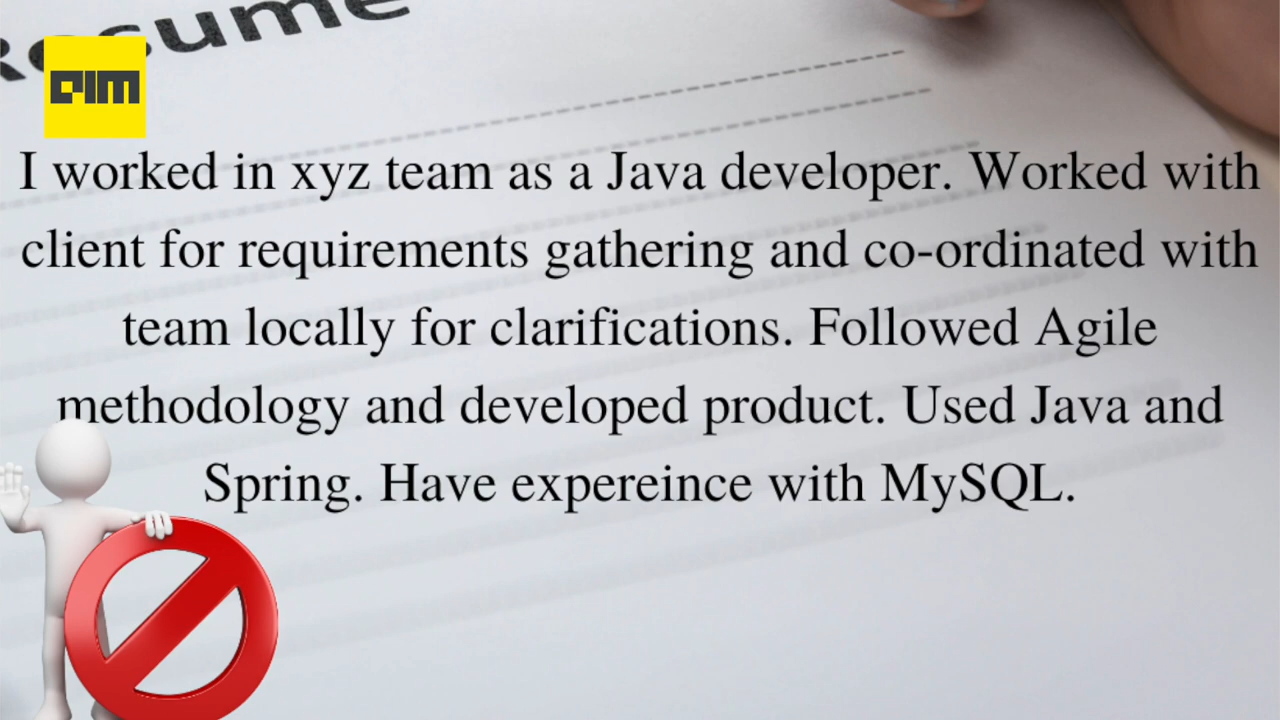 Resume
AIM
I worked in xyz team as a Java developer. Worked with
client for requirements gathering and co-ordinated with
team locally for clarifications. Followed Agile
methodology and developed product. Used Java and
Spring. Have expereince with MySQL.